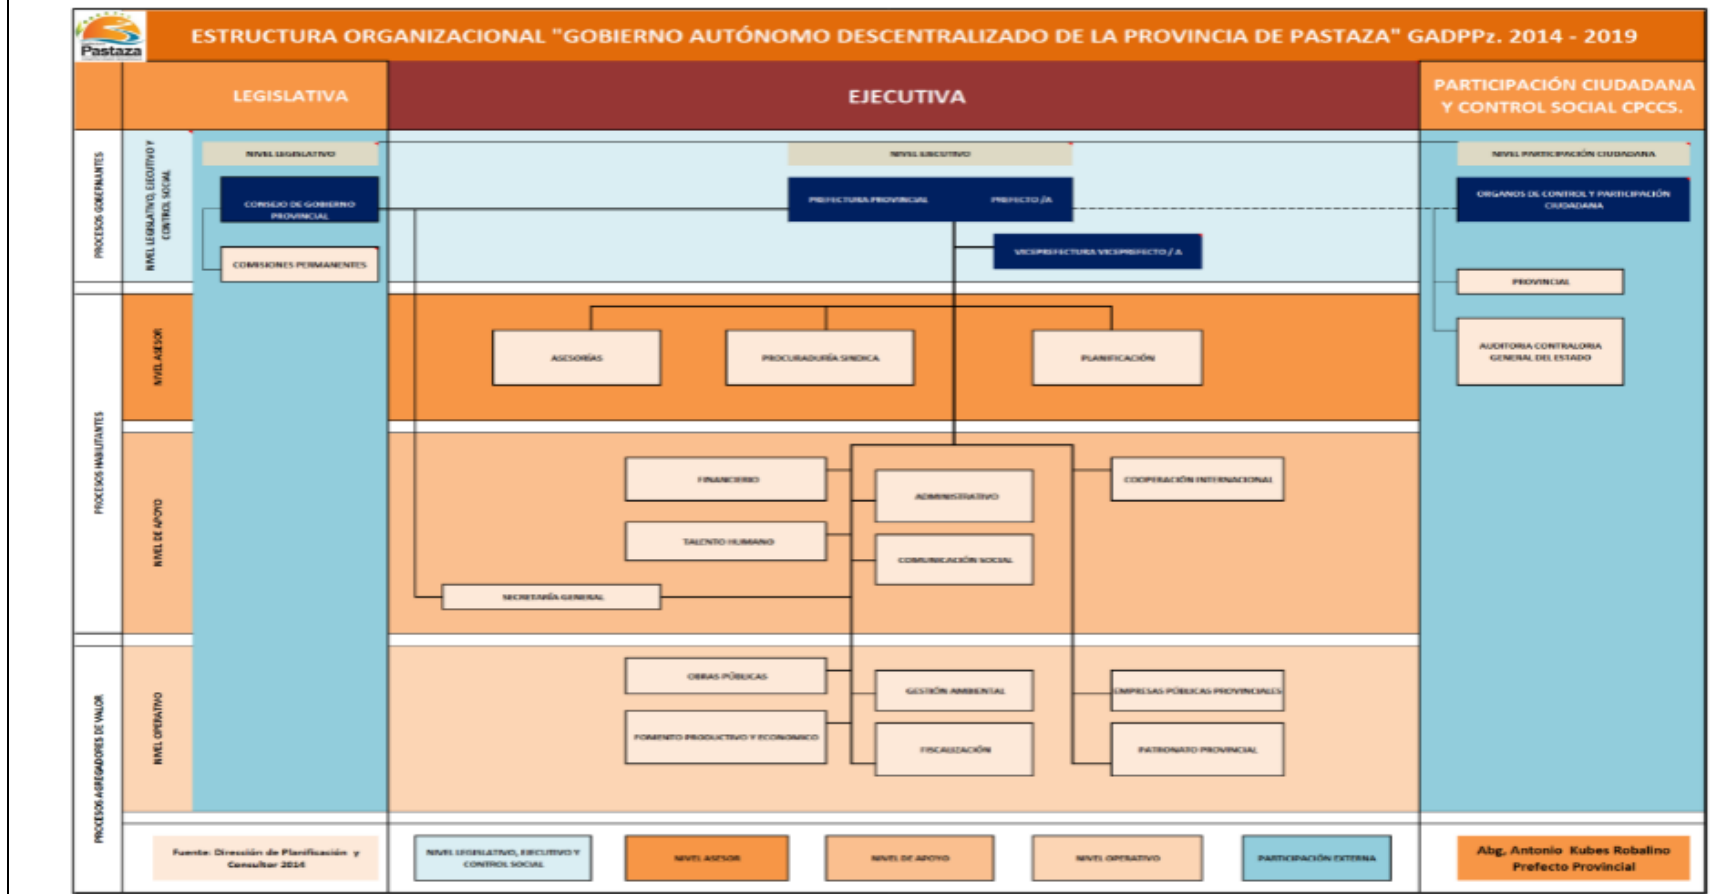 Pastaza
ESTRUCTURA ORGANIZACIONAL "GOBIERNO AUTÓNOMO DESCENTRALIZADO DE LA PROVINCIA DE PASTAZA" GADPPz. 2014 - 2019
LEGISLATIVA
EJECUTIVA
PARTICIPACIÓN CIUDADANA
Y CONTROL SOCIAL CPCCS.
PROCESOS GOBERNANTES
NIVEL LEGISLATIVO, EJECUTIVO Y
CONTROL SOCIAL
NIVEL LEGISLATIVO
NIVEL EJECUTIVO
NIVEL PARTICIPACIÓN CIUDADANA
CONSEJO DE GOBIERNO
PROVINCIAL
PREFECTURA PROVINCIAL PREFECTO /A
ORGANOS DE CONTROL Y PARTICIPACIÓN
CIUDADANA
VICEPREFECTURA VICEPREFECTO / A
COMISIONES PERMANENTES
PROVINCIAL
AUDITORIA CONTRALORIA
GENERAL DEL ESTADO
PROCESOS HABILITANTES
NIVEL ASESOR
ASESORÍAS
PROCURADURÍA SINDICA
PLANIFICACIÓN
NIVEL DE APOYO
FINANCIERO
ADMINISTRATIVO
COOPERACIÓN INTERNACIONAL
TALENTO HUMANO
COMUNICACIÓN SOCIAL
SECRETARÍA GENERAL
PROCESOS AGREGADORES DE VALOR
NIVEL OPERATIVO
OBRAS PÚBLICAS
GESTIÓN AMBIENTAL
EMPRESAS PÚBLICAS PROVINCIALES
FOMENTO PRODUCTIVO Y ECONOMICO
FISCALIZACIÓN
PATRONATO PROVINCIAL
Fuente: Dirección de Planificación y
Consultor 2014
NIVEL LEGISLATIVO, EJECUTIVO Y
CONTROL SOCIAL
NIVEL ASESOR
NIVEL DE APOYO
NIVEL OPERATIVO
PARTICIPACIÓN EXTERNA
Abg, Antonio Kubes Robalino
Prefecto Provincial